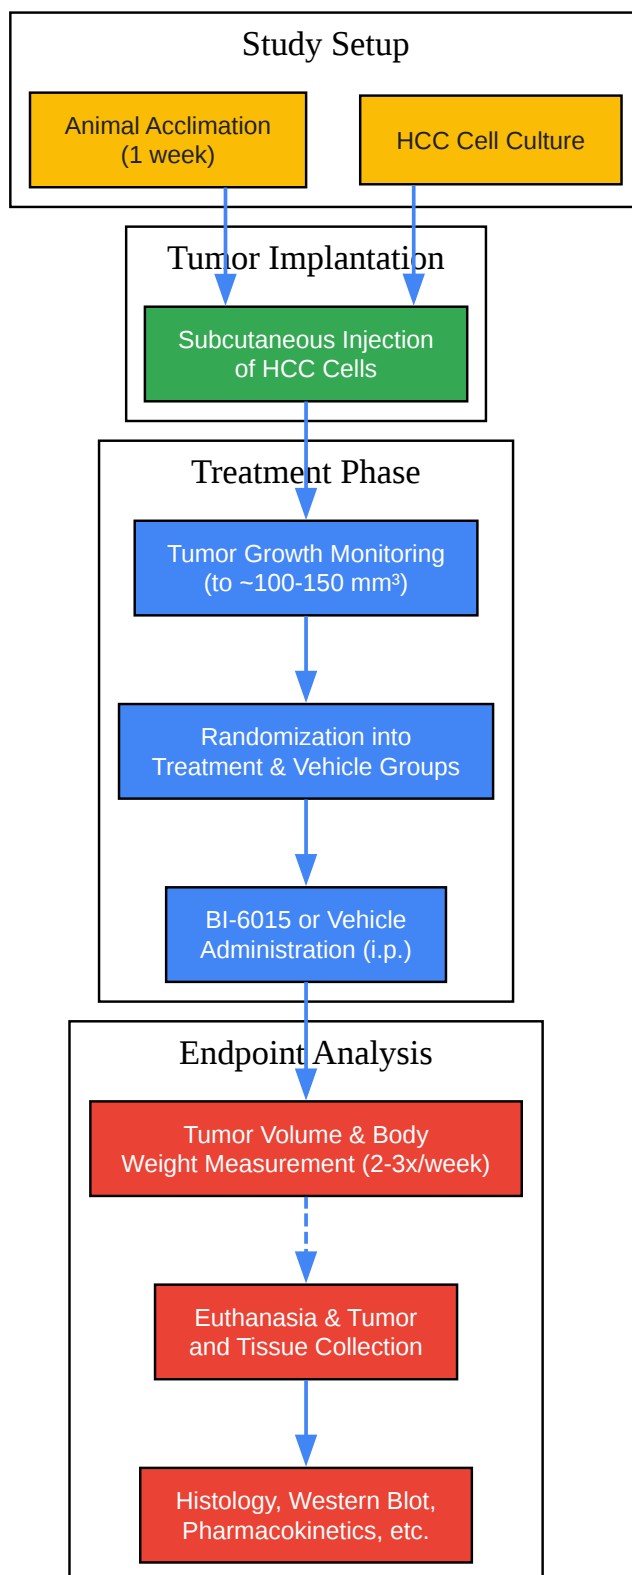 Study Setup
Animal Acclimation
(1 week)
HCC Cell Culture
Tumor Implantation
Subcutaneous Injection
of HCC Cells
Treatment Phase
Tumor Growth Monitoring
(to ~100-150 mm³)
Randomization into
Treatment & Vehicle Groups
BI-6015 or Vehicle
Administration (i.p.)
Endpoint Analysis
Tumor Volume & Body
Weight Measurement (2-3x/week)
Euthanasia & Tumor
and Tissue Collection
Histology, Western Blot,
Pharmacokinetics, etc.